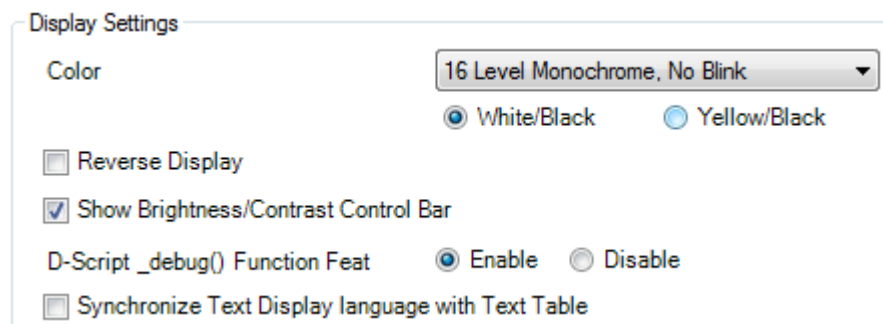 Display Settings
Color 16 Level Monochrome, No Blink
White/Black Yellow/Black
Reverse Display
Show Brightness/Contrast Control Bar
D-Script _debug() Function Feat Enable Disable
Synchronize Text Display language with Text Table